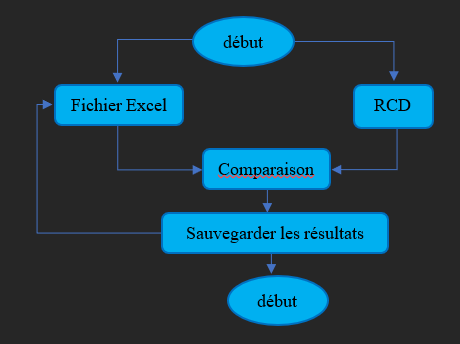 début
Fichier Excel
RCD
Comparaison
Sauvegarder les résultats
début